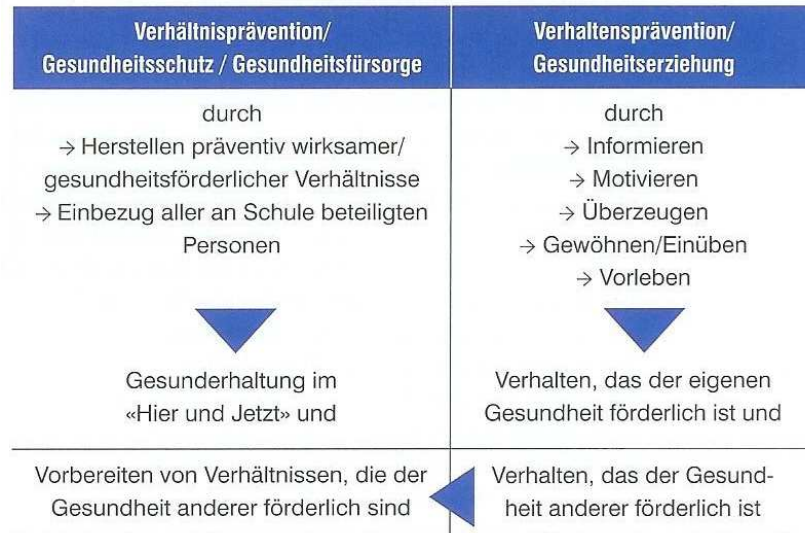 Verhältnisprävention/
Gesundheitsschutz / Gesundheitsfürsorge
durch
→ Herstellen präventiv wirksamer/
gesundheitsförderlicher Verhältnisse
→ Einbezug aller an Schule beteiligten
Personen
Gesunderhaltung im
«Hier und Jetzt» und
Vorbereiten von Verhältnissen, die der
Gesundheit anderer förderlich sind
Verhaltensprävention/
Gesundheitserziehung
durch
→ Informieren
→ Motivieren
→ Überzeugen
→ Gewöhnen/Einüben
→ Vorleben
Verhalten, das der eigenen
Gesundheit förderlich ist und
Verhalten, das der Gesund-
heit anderer förderlich ist